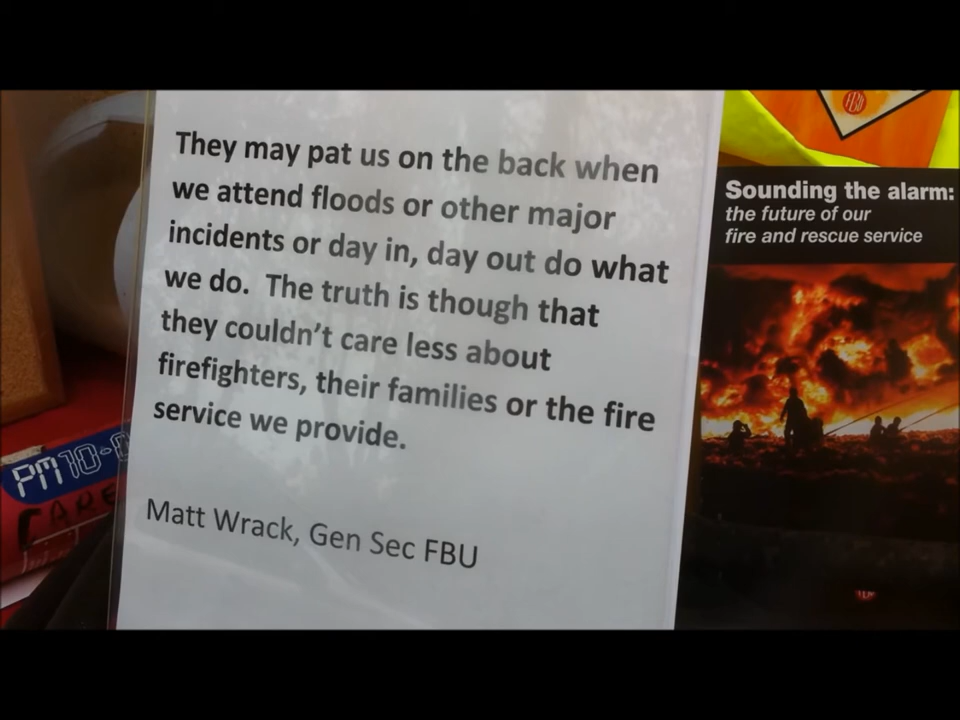 They may pat us on the back when
we attend floods or other major
incidents or day in, day out do what
we do. The truth is though that
they couldn't care less about
firefighters, their families or the fire
service we provide.
Matt Wrack, Gen Sec FBU
FBU
Sounding the alarm:
the future of our
fire and rescue service